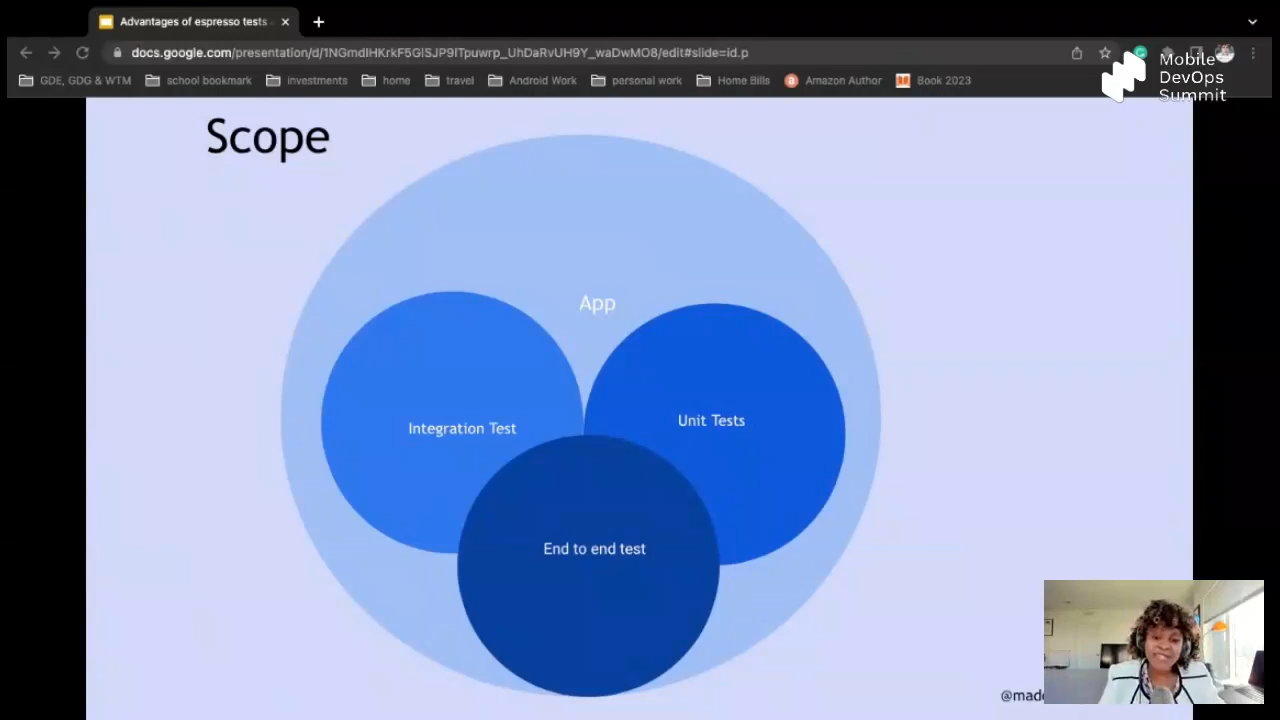 Advantages of espresso tests
docs.google.com/presentation/d/1NGmdIHKrkF5GlSJP9ITpuwrp_UhDaRvUH9Y_waDwMO8/edit#slide=id.p
GDE, GDG & WTM
school bookmark
investments
home
travel
Android Work
personal work
Home Bills
Amazon Author
Book 2023
Mobile
DevOps
Summit
Scope
App
Integration Test
Unit Tests
End to end test